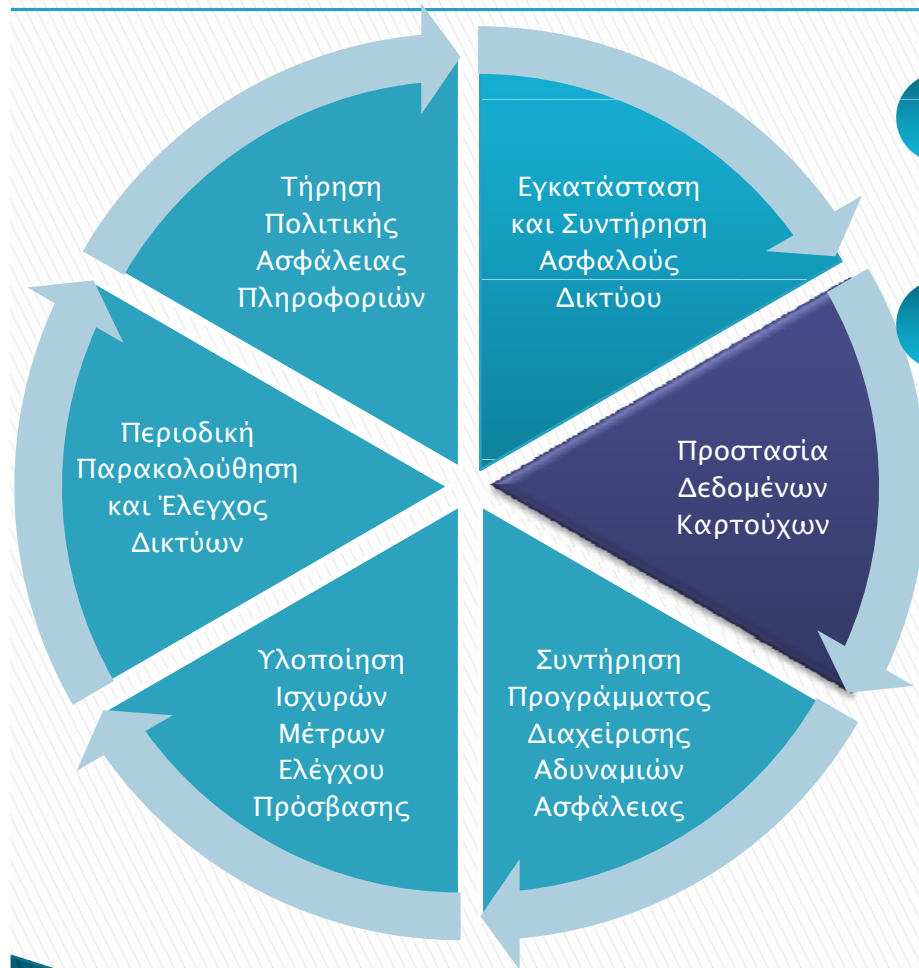 Εγκατάσταση
και Συντήρηση
Ασφαλούς
Δικτύου
Προστασία
Δεδομένων
Καρτούχων
Συντήρηση
Προγράμματος
Διαχείρισης
Αδυναμιών
Ασφάλειας
Υλοποίηση
Ισχυρών
Μέτρων
Ελέγχου
Πρόσβασης
Περιοδική
Παρακολούθηση
και Έλεγχος
Δικτύων
Τήρηση
Πολιτικής
Ασφάλειας
Πληροφοριών